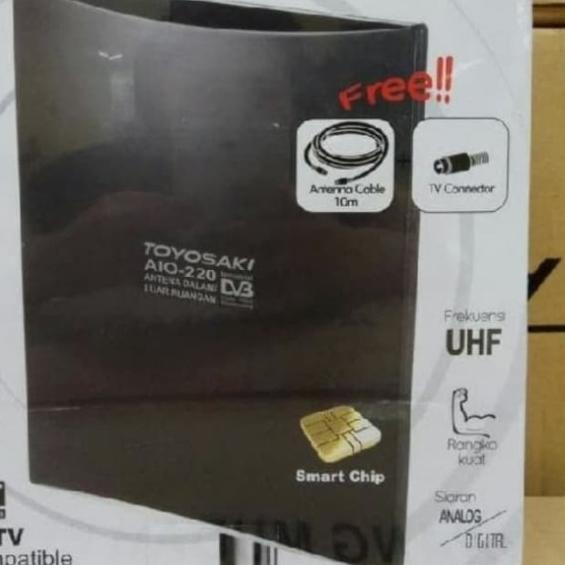 Free!!
Antenna Cable
10m
TV Connector
TOYOSAKI
AIO-220
ANTENA DALAM/
LUAR RUANGAN
DVB
Frekuensi
UHF
Rangka
kuat
Smart Chip
Siaran
ANALOG
DIGITAL
TV